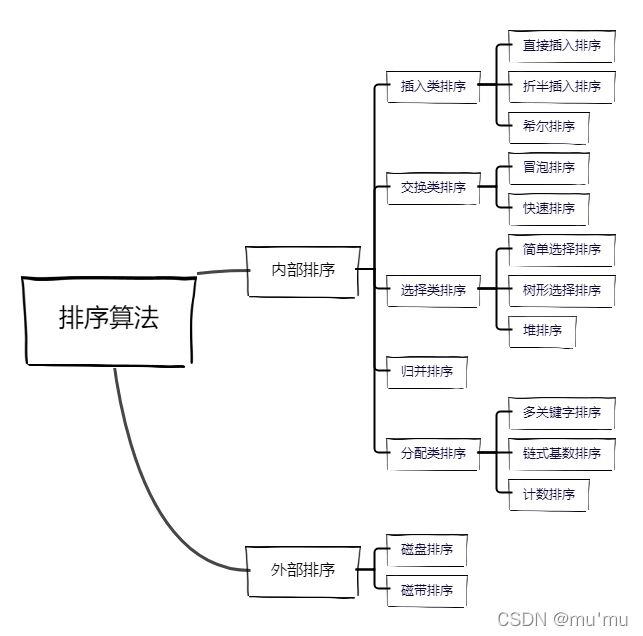 排序算法
内部排序
插入类排序
直接插入排序
折半插入排序
希尔排序
交换类排序
冒泡排序
快速排序
选择类排序
简单选择排序
树形选择排序
堆排序
归并排序
分配类排序
多关键字排序
链式基数排序
计数排序
外部排序
磁盘排序
磁带排序
CSDN @mu'mu